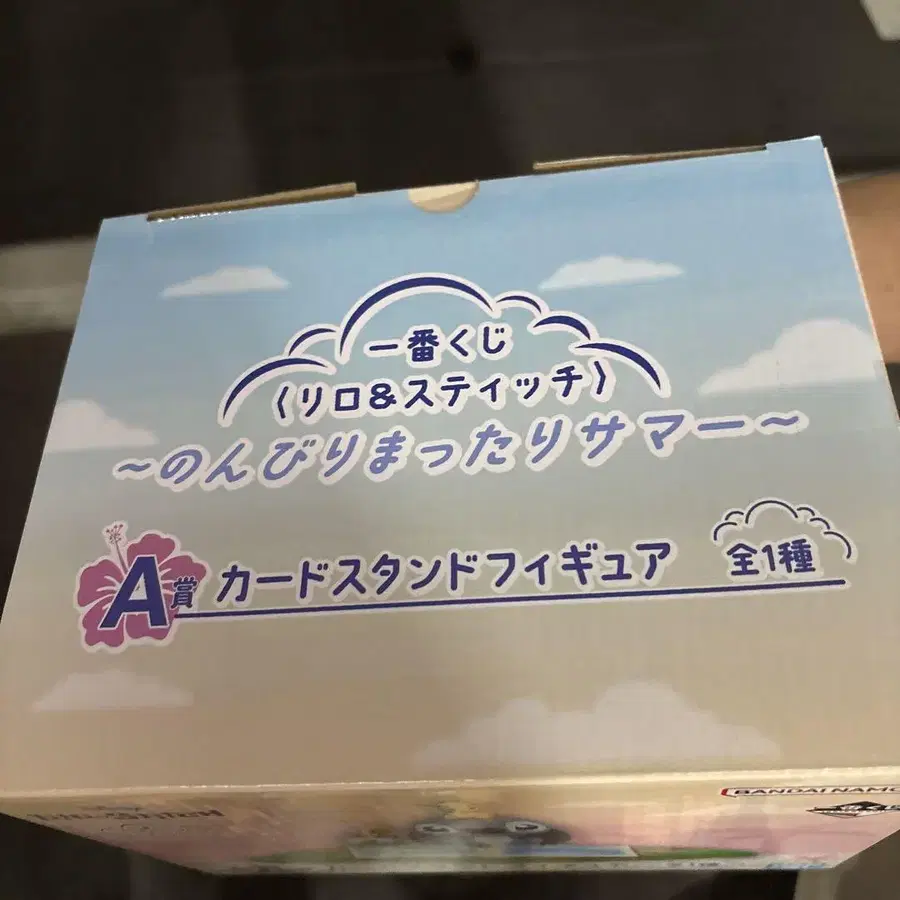 一番くじ
〈リロ&スティッチ〉
～のんびりまったりサマー～
A賞 カードスタンドフィギュア 全1種
BANDAI NAMCO